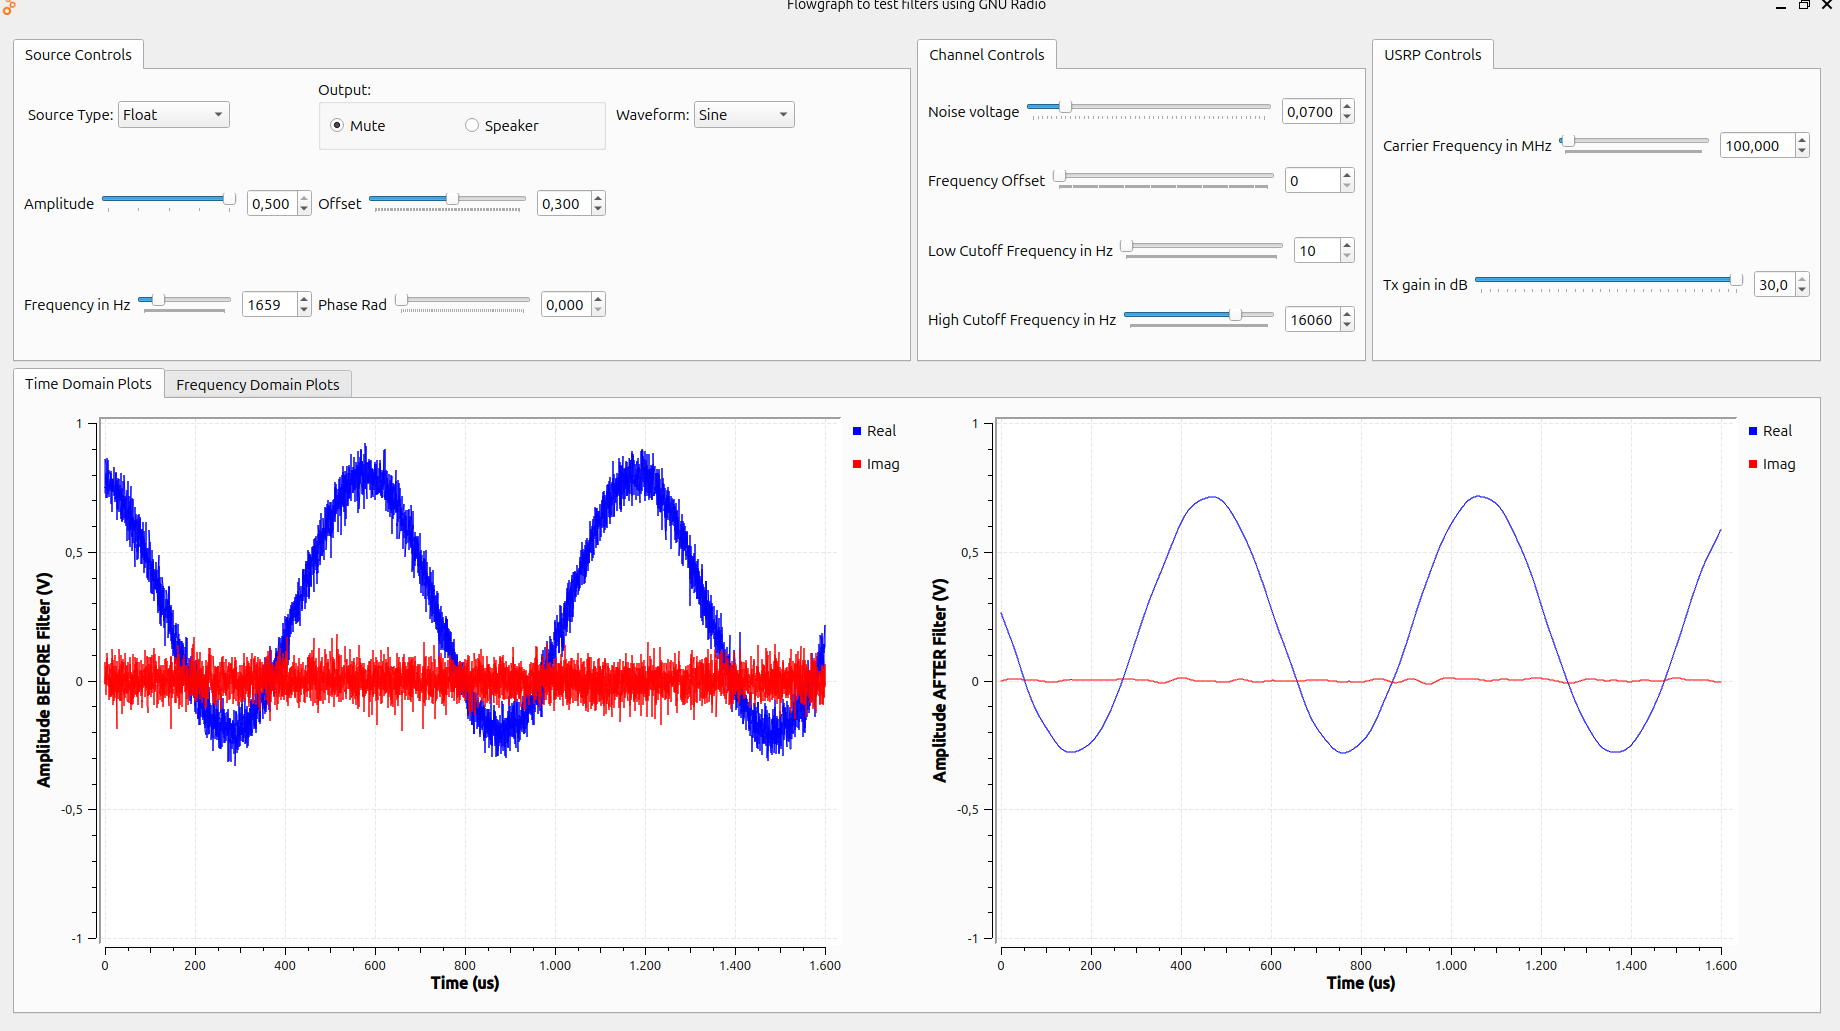 Flowgraph to test filters using GNU Radio
Source Controls
Source Type: Float
Output:
Mute
Speaker
Waveform: Sine
Amplitude 0,500
Offset 0,300
Frequency in Hz 1659
Phase Rad 0,000
Channel Controls
Noise voltage 0,0700
Frequency Offset 0
Low Cutoff Frequency in Hz 10
High Cutoff Frequency in Hz 16060
USRP Controls
Carrier Frequency in MHz 100,000
Tx gain in dB 30,0
Time Domain Plots
Frequency Domain Plots
Amplitude BEFORE Filter (V)
1
0,5
0
-0,5
-1
0 200 400 600 800 1.000 1.200 1.400 1.600
Time (us)
Real
Imag
Amplitude AFTER Filter (V)
1
0,5
0
-0,5
-1
0 200 400 600 800 1.000 1.200 1.400 1.600
Time (us)
Real
Imag